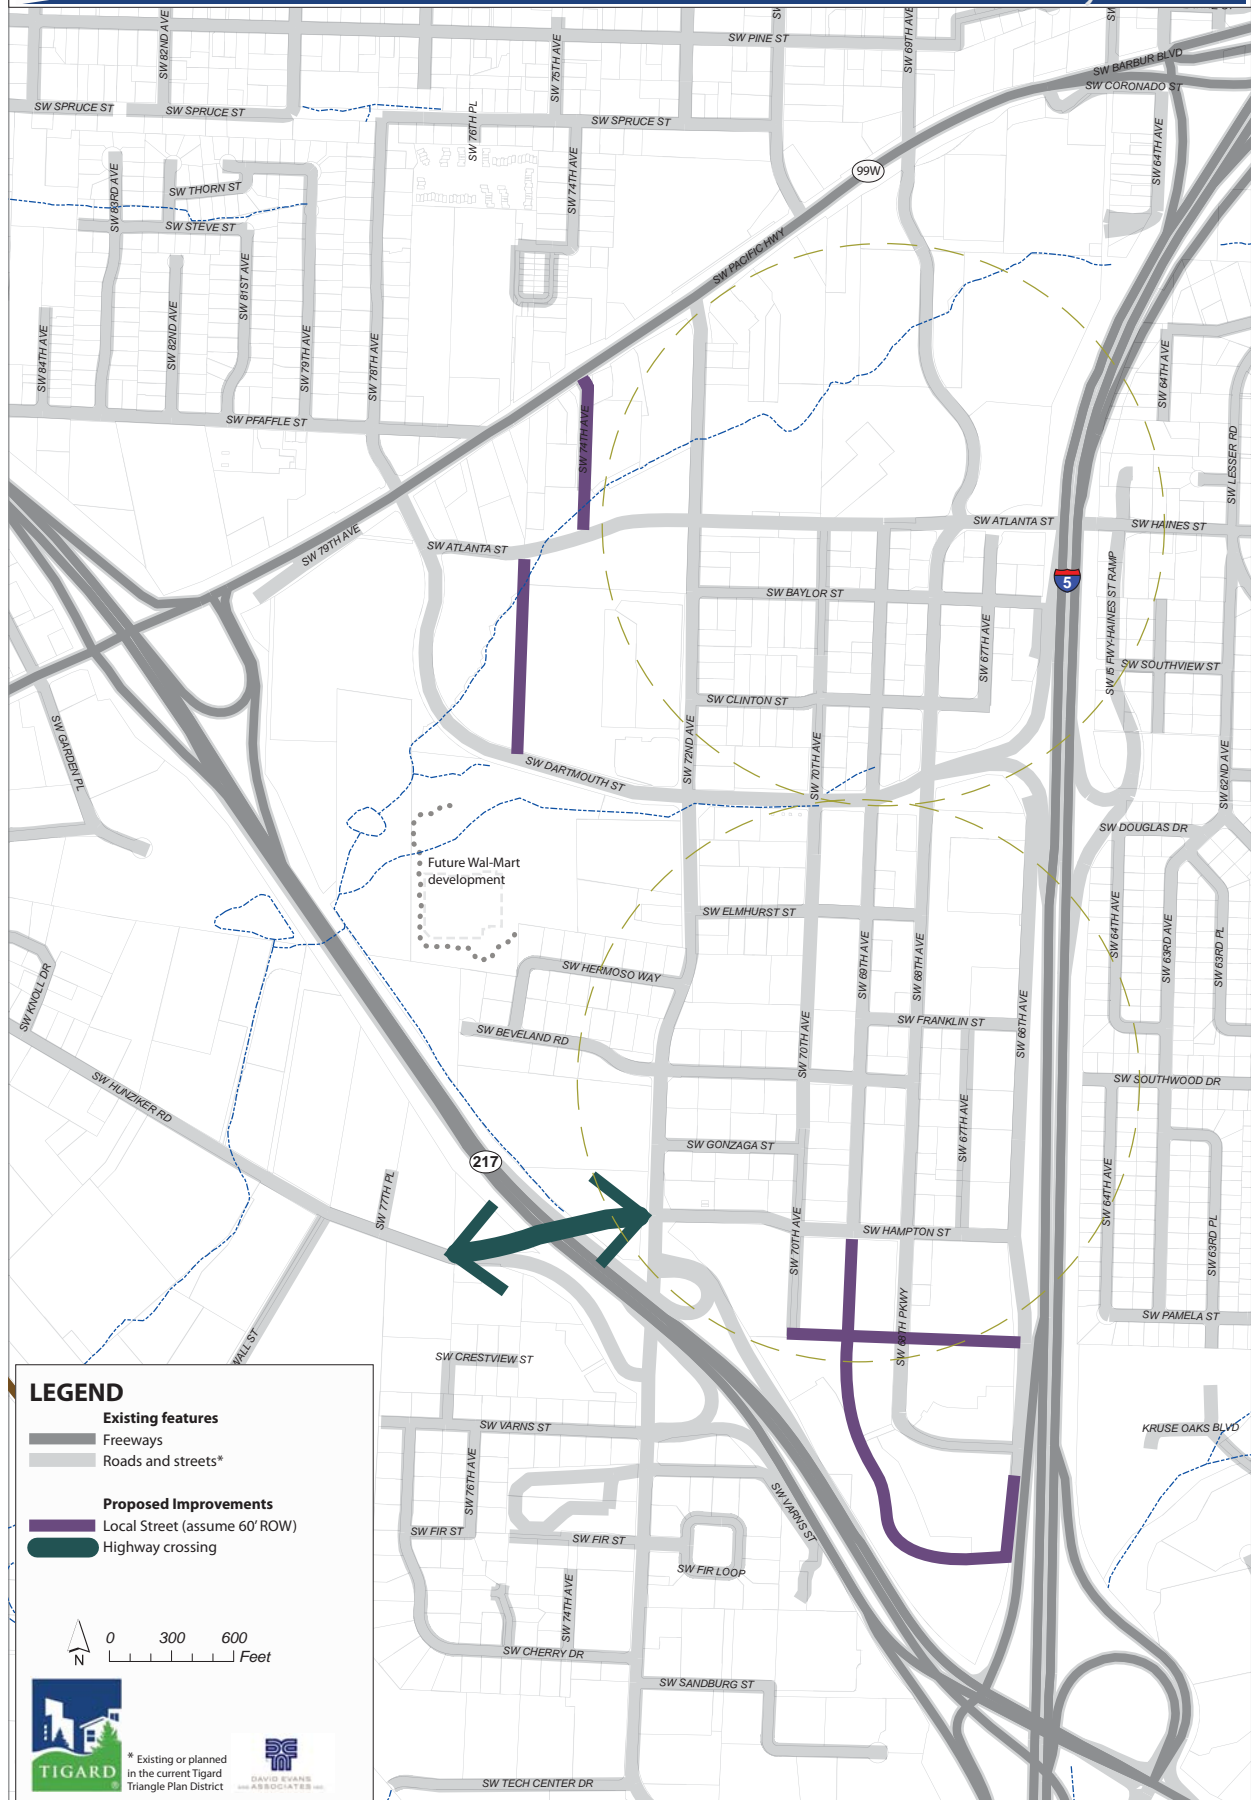 SW PINE ST
SW 82ND AVE
SW 75TH AVE
SW 69TH AVE
SW
SW
SW BARBUR BLVD
SW CORONADO ST
SW SPRUCE ST
SW SPRUCE ST
SW 76TH PL
SW SPRUCE ST
SW 64TH AVE
SW 83RD AVE
SW THORN ST
SW 74TH AVE
99W
SW STEVE ST
SW PACIFIC HWY
SW 81ST AVE
SW 84TH AVE
SW 82ND AVE
SW 79TH AVE
SW 78TH AVE
SW 64TH AVE
SW PFAFFLE ST
SW 74TH AVE
SW LESSER RD
SW 79TH AVE
SW ATLANTA ST
SW ATLANTA ST
SW HAINES ST
5
SW I5 FWY-HAINES ST RAMP
SW BAYLOR ST
SW 67TH AVE
SW SOUTHVIEW ST
SW CLINTON ST
SW GARDEN PL
SW 72ND AVE
SW 70TH AVE
SW DARTMOUTH ST
SW 62ND AVE
SW DOUGLAS DR
Future Wal-Mart
development
SW ELMHURST ST
SW 64TH AVE
SW 63RD AVE
SW 63RD PL
SW KNOLL DR
SW HERMOSO WAY
SW 69TH AVE
SW 68TH AVE
SW 66TH AVE
SW FRANKLIN ST
SW BEVELAND RD
SW 70TH AVE
SW SOUTHWOOD DR
SW HUNZIKER RD
SW 67TH AVE
SW GONZAGA ST
217
SW 77TH PL
SW 64TH AVE
SW 70TH AVE
SW HAMPTON ST
SW 63RD PL
SW 68TH PKWY
SW PAMELA ST
WALL ST
SW CRESTVIEW ST
SW VARNS ST
KRUSE OAKS BLVD
SW 76TH AVE
SW VARNS ST
SW FIR ST
SW FIR ST
SW FIR LOOP
SW 74TH AVE
SW CHERRY DR
SW SANDBURG ST
SW TECH CENTER DR
LEGEND
Existing features
Freeways
Roads and streets*
Proposed Improvements
Local Street (assume 60' ROW)
Highway crossing
N
0 300 600
Feet
TIGARD
®
* Existing or planned
in the current Tigard
Triangle Plan District
DAVID EVANS
AND ASSOCIATES INC.